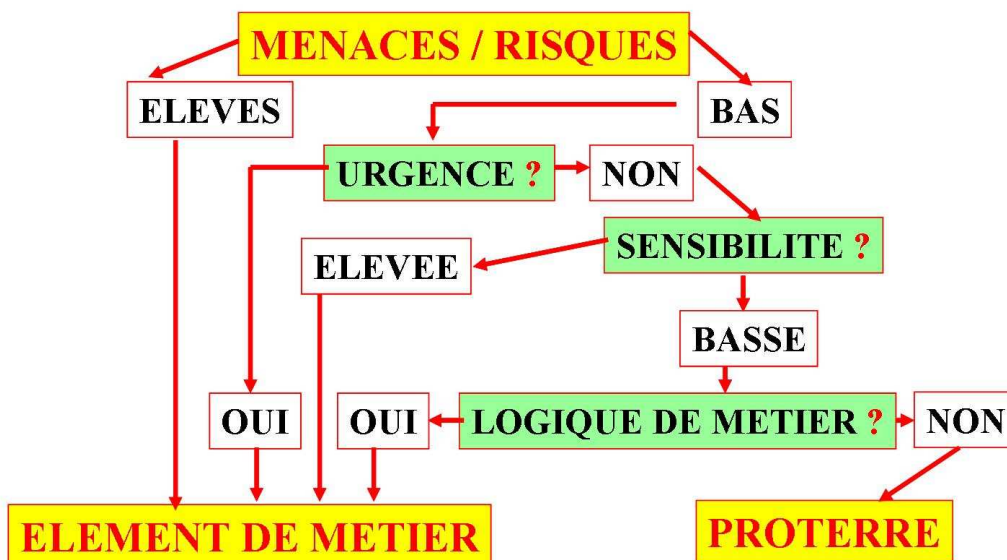 MENACES / RISQUES
ELEVES
BAS
URGENCE ?
NON
SENSIBILITE ?
ELEVEE
BASSE
OUI
OUI
LOGIQUE DE METIER ?
NON
ELEMENT DE METIER
PROTERRE